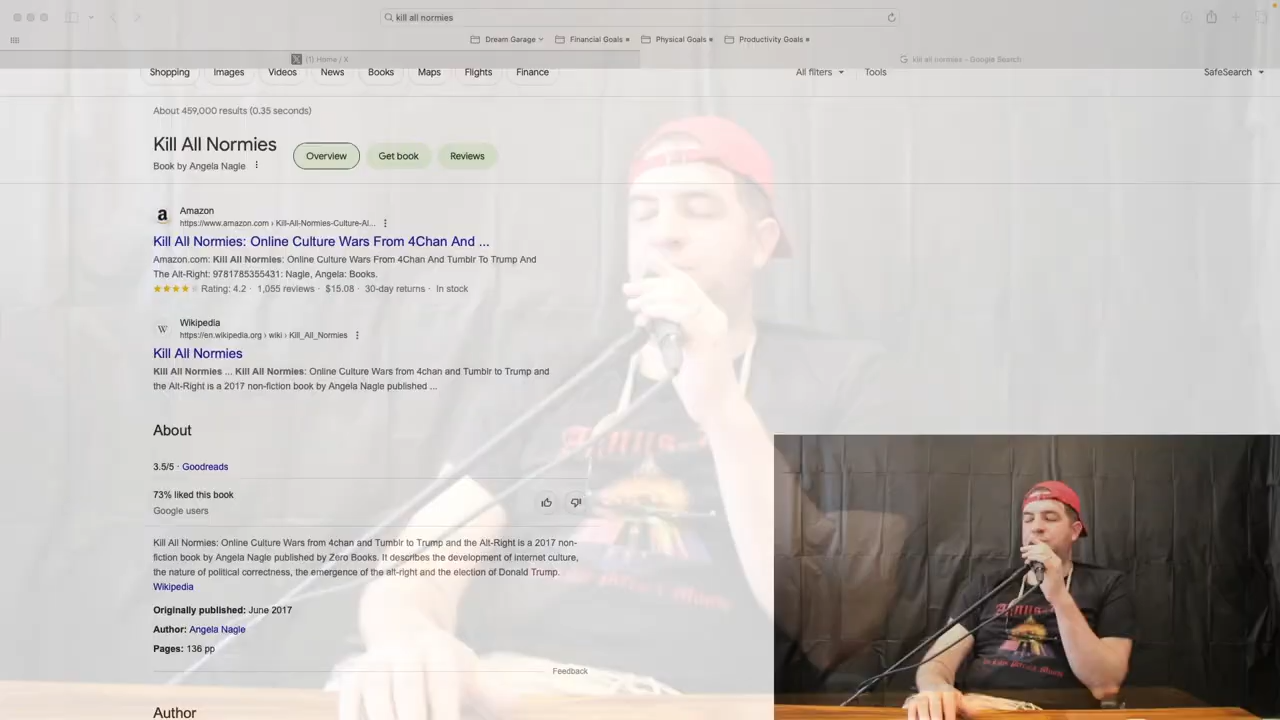 kill all normies
Dream Garage
Financial Goals
Physical Goals
Productivity Goals
(1) Home / X
kill all normies - Google Search
Shopping
Images
Videos
News
Books
Maps
Flights
Finance
All filters
Tools
SafeSearch
About 459,000 results (0.35 seconds)
Kill All Normies
Book by Angela Nagle
Overview
Get book
Reviews
a
Amazon
https://www.amazon.com › Kill-All-Normies-Culture-Al...
Kill All Normies: Online Culture Wars From 4Chan And ...
Amazon.com: Kill All Normies: Online Culture Wars From 4Chan And Tumblr To Trump And
The Alt-Right: 9781785355431: Nagle, Angela: Books.
Rating: 4.2 · 1,055 reviews · $15.08 · 30-day returns · In stock
W
Wikipedia
https://en.wikipedia.org › wiki › Kill_All_Normies
Kill All Normies
Kill All Normies ... Kill All Normies: Online Culture Wars from 4chan and Tumblr to Trump and
the Alt-Right is a 2017 non-fiction book by Angela Nagle published ...
About
3.5/5 · Goodreads
73% liked this book
Google users
Kill All Normies: Online Culture Wars from 4chan and Tumblr to Trump and the Alt-Right is a 2017 non-
fiction book by Angela Nagle published by Zero Books. It describes the development of internet culture,
the nature of political correctness, the emergence of the alt-right and the election of Donald Trump.
Wikipedia
Originally published: June 2017
Author: Angela Nagle
Pages: 136 pp
Feedback
Author